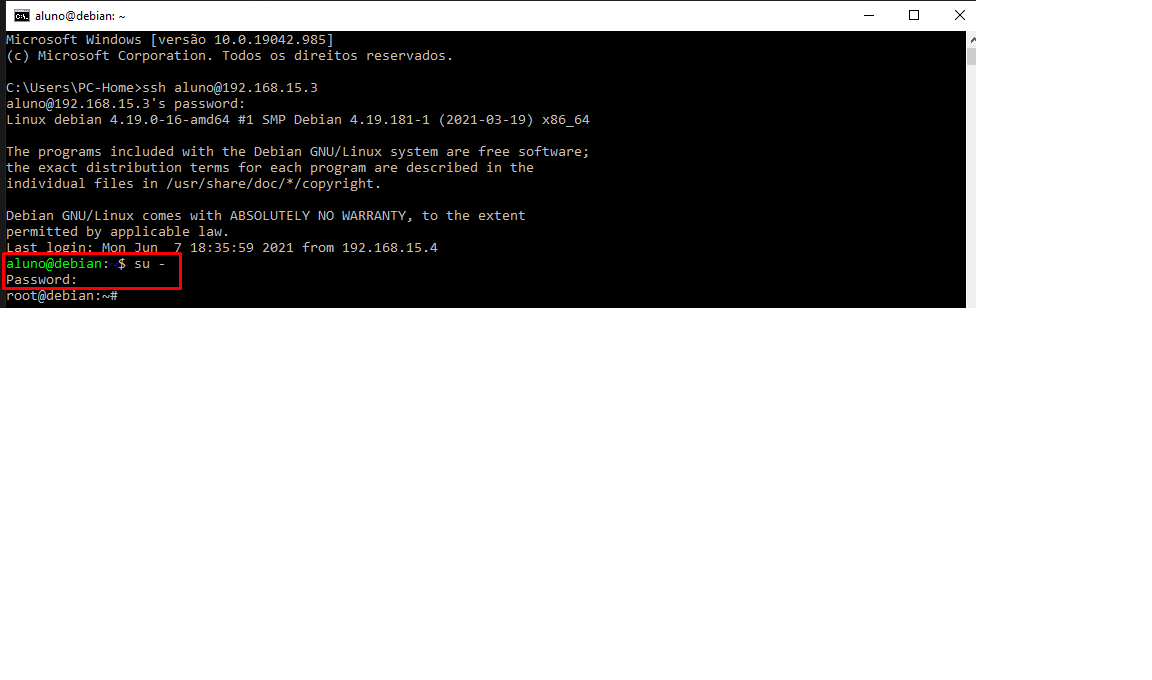 aluno@debian: ~
Microsoft Windows [versão 10.0.19042.985]
(c) Microsoft Corporation. Todos os direitos reservados.
C:\Users\PC-Home>ssh aluno@192.168.15.3
aluno@192.168.15.3's password:
Linux debian 4.19.0-16-amd64 #1 SMP Debian 4.19.181-1 (2021-03-19) x86_64
The programs included with the Debian GNU/Linux system are free software;
the exact distribution terms for each program are described in the
individual files in /usr/share/doc/*/copyright.
Debian GNU/Linux comes with ABSOLUTELY NO WARRANTY, to the extent
permitted by applicable law.
Last login: Mon Jun  7 18:35:59 2021 from 192.168.15.4
aluno@debian:~$ su -
Password:
root@debian:~#